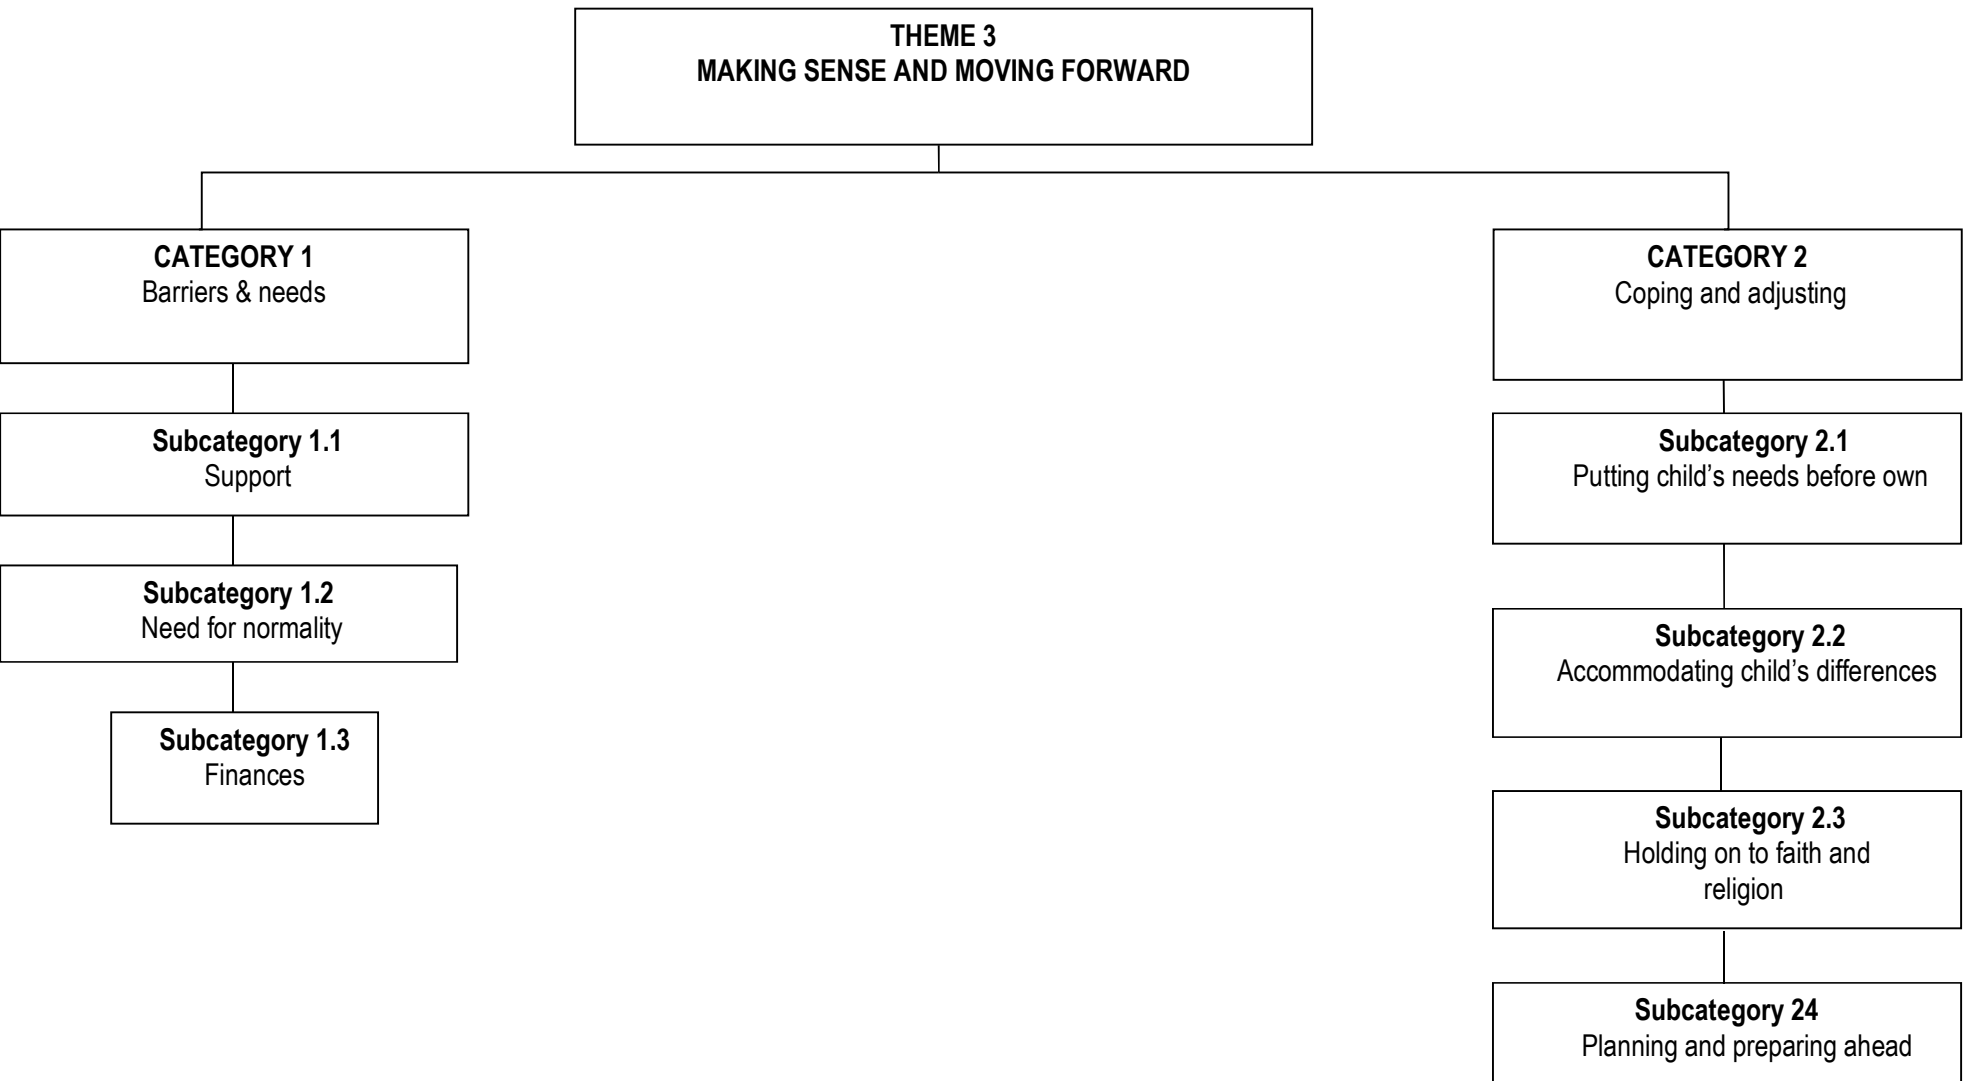 THEME 3
MAKING SENSE AND MOVING FORWARD
CATEGORY 1
Barriers & needs
Subcategory 1.1
Support
Subcategory 1.2
Need for normality
Subcategory 1.3
Finances
CATEGORY 2
Coping and adjusting
Subcategory 2.1
Putting child’s needs before own
Subcategory 2.2
Accommodating child’s differences
Subcategory 2.3
Holding on to faith and
religion
Subcategory 24
Planning and preparing ahead